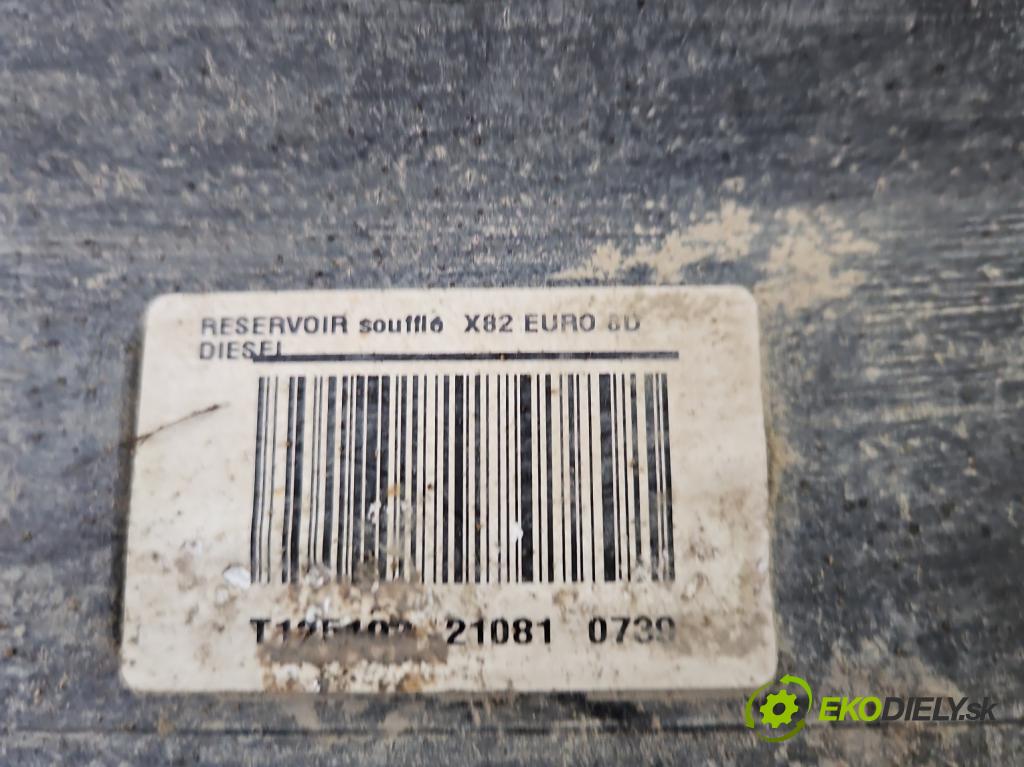 RESERVOIR soufflé X82 EURO 6D
DIESEL
21081 0739
EKODIELY.sk